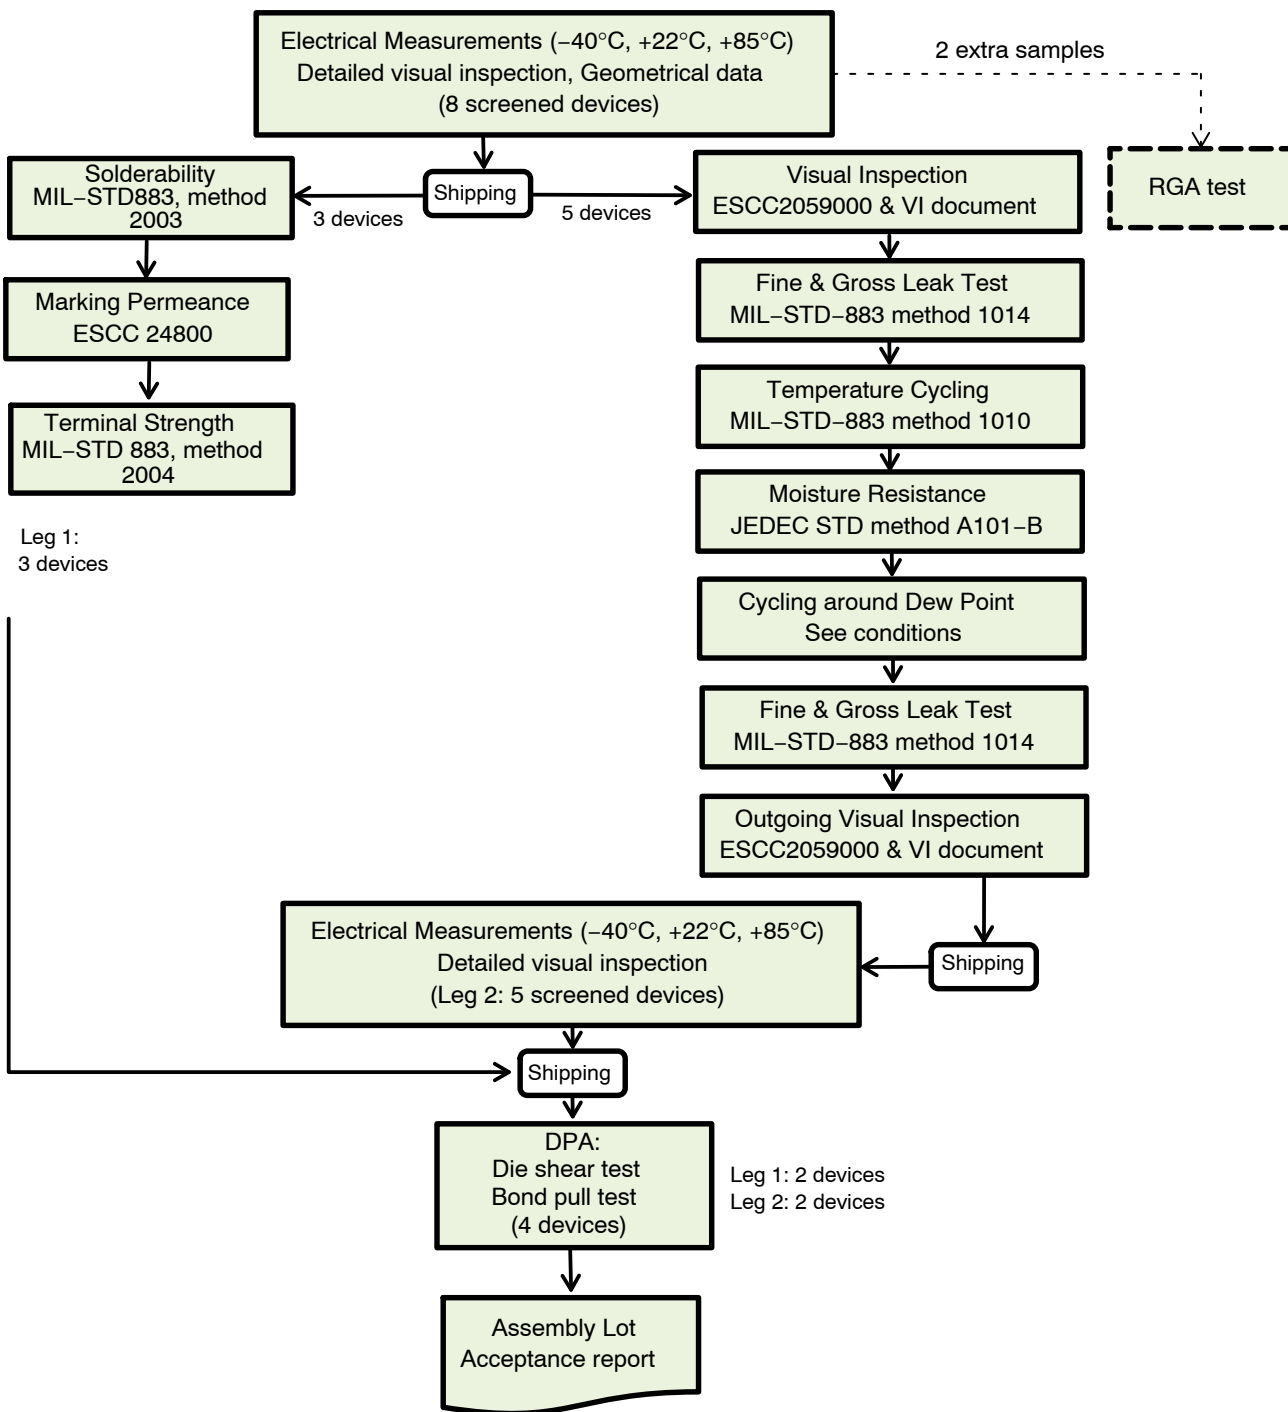 Electrical Measurements (−40°C, +22°C, +85°C)
Detailed visual inspection, Geometrical data
(8 screened devices)
2 extra samples
RGA test
Shipping
3 devices
5 devices
Solderability
MIL−STD883, method
2003
Marking Permeance
ESCC 24800
Terminal Strength
MIL−STD 883, method
2004
Leg 1:
3 devices
Visual Inspection
ESCC2059000 & VI document
Fine & Gross Leak Test
MIL−STD−883 method 1014
Temperature Cycling
MIL−STD−883 method 1010
Moisture Resistance
JEDEC STD method A101−B
Cycling around Dew Point
See conditions
Fine & Gross Leak Test
MIL−STD−883 method 1014
Outgoing Visual Inspection
ESCC2059000 & VI document
Shipping
Electrical Measurements (−40°C, +22°C, +85°C)
Detailed visual inspection
(Leg 2: 5 screened devices)
Shipping
DPA:
Die shear test
Bond pull test
(4 devices)
Leg 1: 2 devices
Leg 2: 2 devices
Assembly Lot
Acceptance report